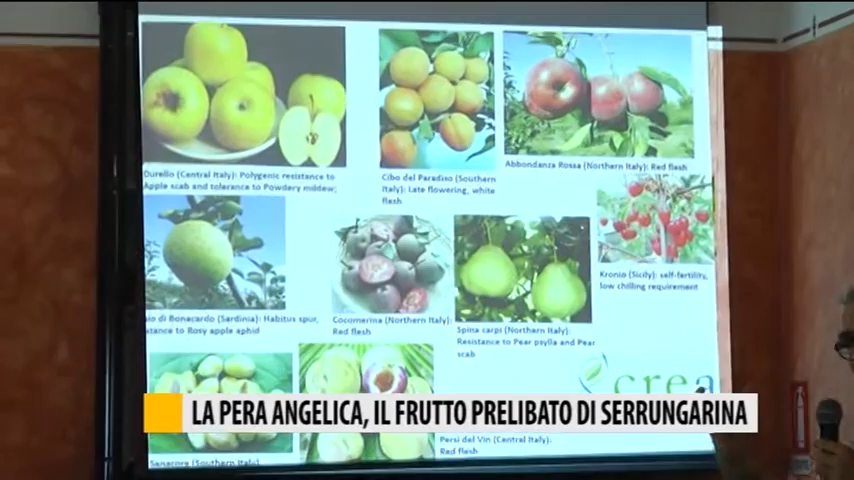 Durello (Central Italy): Polygenic resistance to
Apple scab and tolerance to Powdery mildew;
Cibo del Paradiso (Southern
Italy): Late flowering, white
flesh
Abbondanza Rossa (Northern Italy): Red flesh
di Bonarcado (Sardinia): Habitus spur,
to Rosy apple aphid
Cocomerina (Northern Italy):
Red flesh
Spina carpi (Northern Italy):
Resistance to Pear psylla and Pear
scab
Kronio (Sicily): self-fertility,
low chilling requirement
crea
LA PERA ANGELICA, IL FRUTTO PRELIBATO DI SERRUNGARINA
Persi del Vin (Central Italy):
Red flesh
(Southern Italy)